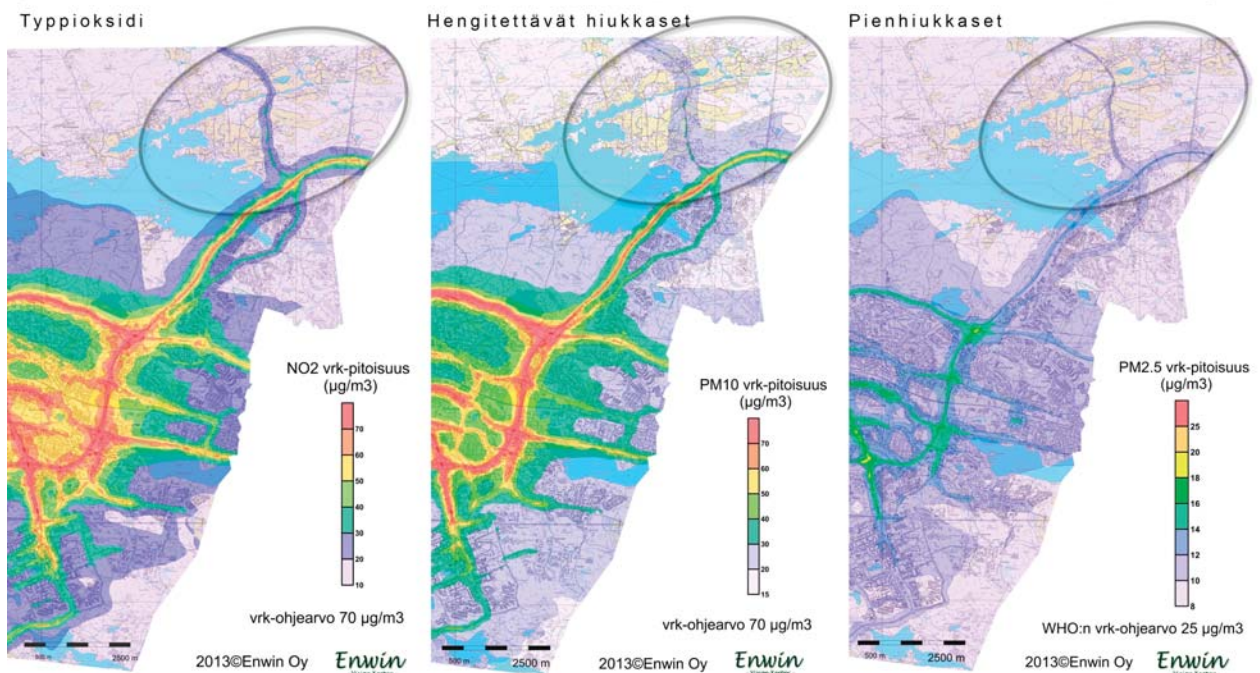 Typpioksidi
NO2 vrk-pitoisuus
(µg/m3)
70
60
50
40
30
20
10
vrk-ohjearvo 70 µg/m3
500 m
2500 m
2013©Enwin Oy
Enwin
Hengitettävät hiukkaset
PM10 vrk-pitoisuus
(µg/m3)
70
60
50
40
30
20
15
vrk-ohjearvo 70 µg/m3
500 m
2500 m
2013©Enwin Oy
Enwin
Pienhiukkaset
PM2.5 vrk-pitoisuus
(µg/m3)
25
20
18
16
14
12
10
8
WHO:n vrk-ohjearvo 25 µg/m3
500 m
2500 m
2013©Enwin Oy
Enwin